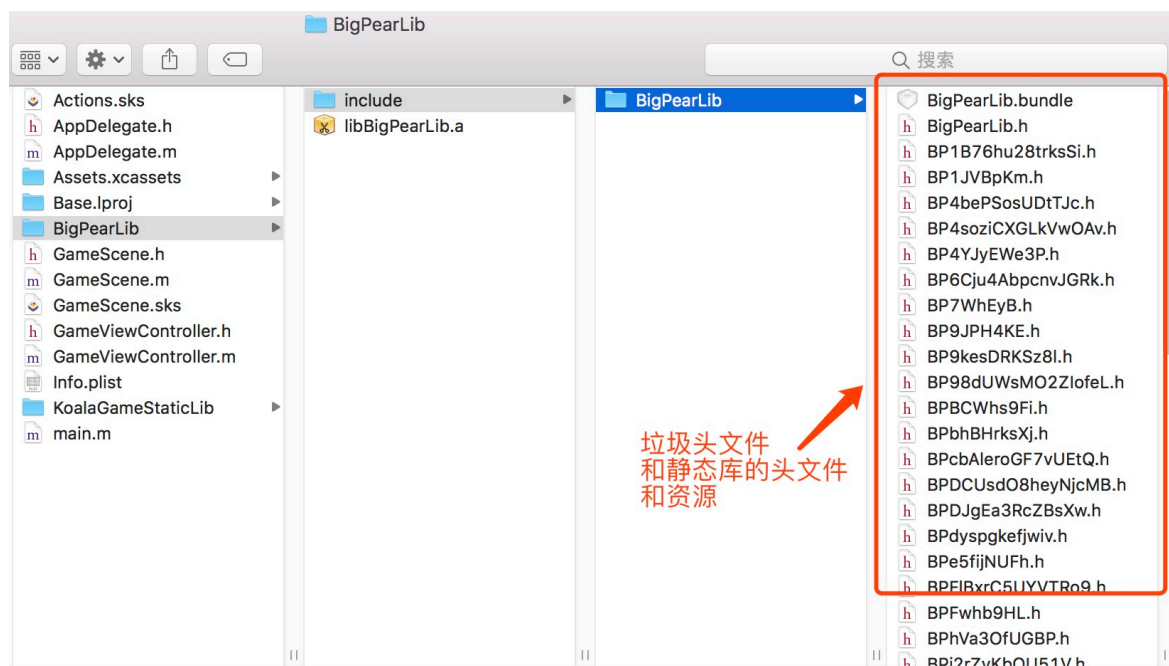 BigPearLib
搜索
Actions.sks
AppDelegate.h
AppDelegate.m
Assets.xcassets
Base.lproj
BigPearLib
GameScene.h
GameScene.m
GameScene.sks
GameViewController.h
GameViewController.m
Info.plist
KoalaGameStaticLib
main.m
include
libBigPearLib.a
BigPearLib
BigPearLib.bundle
BigPearLib.h
BP1B76hu28trksSi.h
BP1JVBpKm.h
BP4bePSosUDtTJc.h
BP4soziCXGLkVwOAv.h
BP4YJyEWe3P.h
BP6Cju4AbpcnvJGRk.h
BP7WhEyB.h
BP9JPH4KE.h
BP9kesDRKSz8l.h
BP98dUWsMO2ZlofeL.h
BPBCWhs9Fi.h
BPbhBHrksXj.h
BPcbAleroGF7vUEtQ.h
BPDCUsdO8heyNjcMB.h
BPDJgEa3RcZBsXw.h
BPdyspgkefjwiv.h
BPe5fijNUFh.h
BPFlBxrC5UYVTRo9.h
BPFwhb9HL.h
BPhVa3OfUGBP.h
BPi2rZyKbOU51V.h
垃圾头文件
和静态库的头文件
和资源